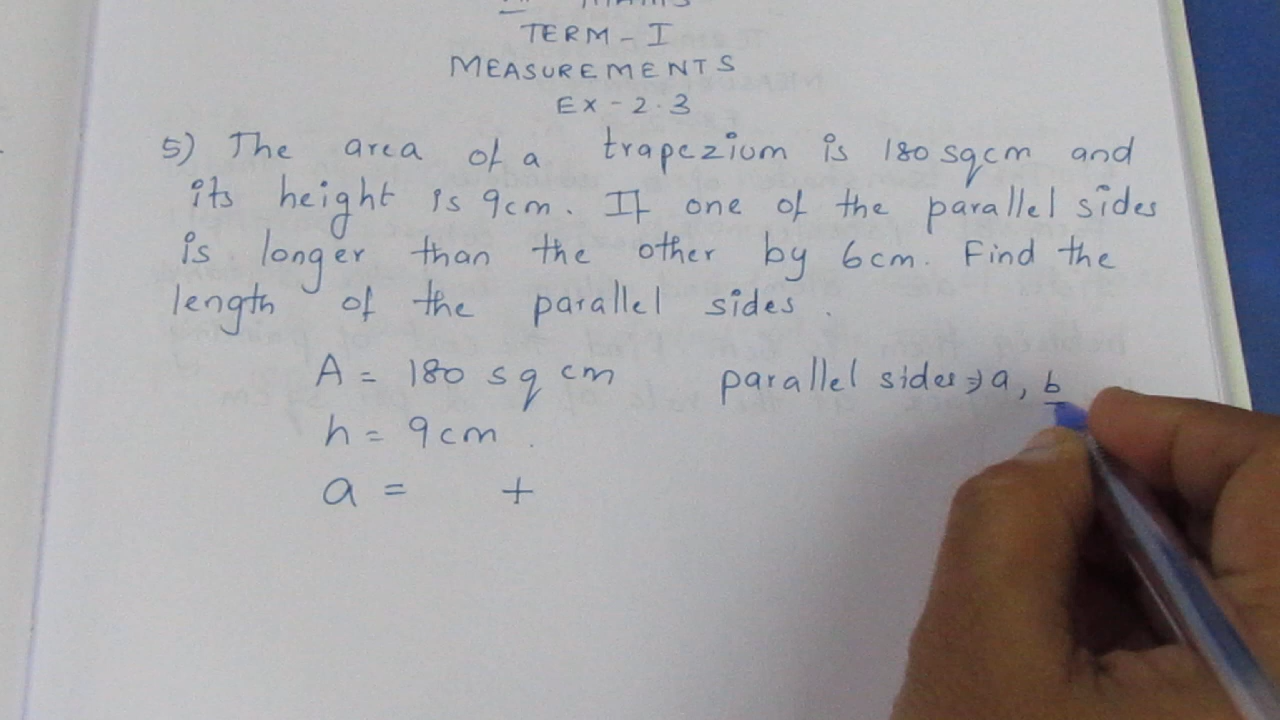 TERM - I
MEASUREMENTS
EX - 2.3
5) The area of a trapezium is 180 sqcm and
its height is 9cm. If one of the parallel sides
is longer than the other by 6cm. Find the
length of the parallel sides.
A = 180 sq cm parallel sides ⇒ a, b
h = 9cm.
a = +